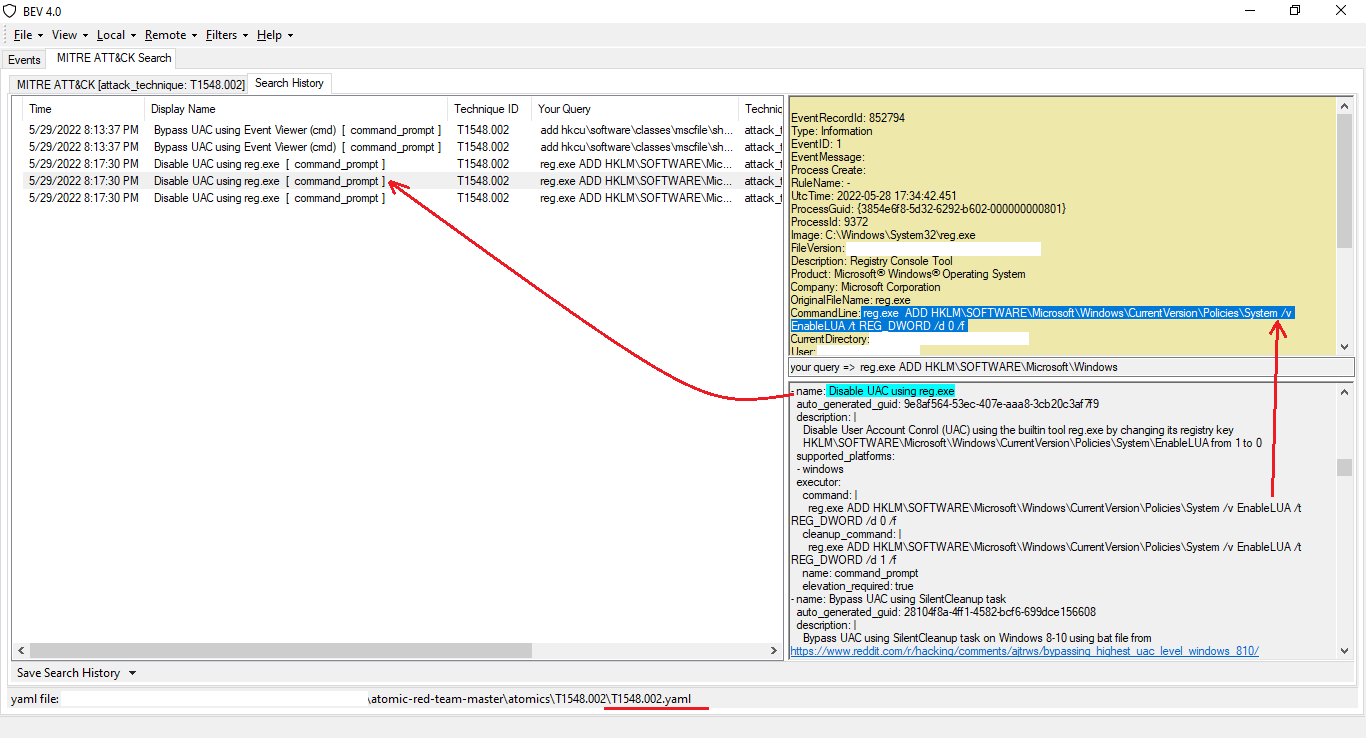 BEV 4.0
File View Local Remote Filters Help
Events MITRE ATT&CK Search
MITRE ATT&CK [attack_technique: T1548.002] Search History
Time Display Name Technique ID Your Query Technic
5/29/2022 8:13:37 PM Bypass UAC using Event Viewer (cmd) [ command_prompt ] T1548.002 add hkcu\software\classes\mscfile\sh... attack_t
5/29/2022 8:13:37 PM Bypass UAC using Event Viewer (cmd) [ command_prompt ] T1548.002 add hkcu\software\classes\mscfile\sh... attack_t
5/29/2022 8:17:30 PM Disable UAC using reg.exe [ command_prompt ] T1548.002 reg.exe ADD HKLM\SOFTWARE\Mic... attack_t
5/29/2022 8:17:30 PM Disable UAC using reg.exe [ command_prompt ] T1548.002 reg.exe ADD HKLM\SOFTWARE\Mic... attack_t
5/29/2022 8:17:30 PM Disable UAC using reg.exe [ command_prompt ] T1548.002 reg.exe ADD HKLM\SOFTWARE\Mic... attack_t
EventRecordId: 852794
Type: Information
EventID: 1
EventMessage:
Process Create:
RuleName: -
UtcTime: 2022-05-28 17:34:42.451
ProcessGuid: {3854e6f8-5d32-6292-b602-000000000801}
ProcessId: 9372
Image: C:\Windows\System32\reg.exe
FileVersion:
Description: Registry Console Tool
Product: Microsoft® Windows® Operating System
Company: Microsoft Corporation
OriginalFileName: reg.exe
CommandLine: reg.exe ADD HKLM\SOFTWARE\Microsoft\Windows\CurrentVersion\Policies\System /v
EnableLUA /t REG_DWORD /d 0 /f
CurrentDirectory:
User:
your query => reg.exe ADD HKLM\SOFTWARE\Microsoft\Windows
- name: Disable UAC using reg.exe
auto_generated_guid: 9e8af564-53ec-407e-aaa8-3cb20c3af7f9
description: |
Disable User Account Conrol (UAC) using the builtin tool reg.exe by changing its registry key
HKLM\SOFTWARE\Microsoft\Windows\CurrentVersion\Policies\System\EnableLUA from 1 to 0
supported_platforms:
- windows
executor:
command: |
reg.exe ADD HKLM\SOFTWARE\Microsoft\Windows\CurrentVersion\Policies\System /v EnableLUA /t
REG_DWORD /d 0 /f
cleanup_command: |
reg.exe ADD HKLM\SOFTWARE\Microsoft\Windows\CurrentVersion\Policies\System /v EnableLUA /t
REG_DWORD /d 1 /f
name: command_prompt
elevation_required: true
- name: Bypass UAC using SilentCleanup task
auto_generated_guid: 28104f8a-4ff1-4582-bcf6-699dce156608
description: |
Bypass UAC using SilentCleanup task on Windows 8-10 using bat file from
https://www.reddit.com/r/hacking/comments/ajtrws/bypassing_highest_uac_level_windows_810/
Save Search History
yaml file: \atomic-red-team-master\atomics\T1548.002\T1548.002.yaml